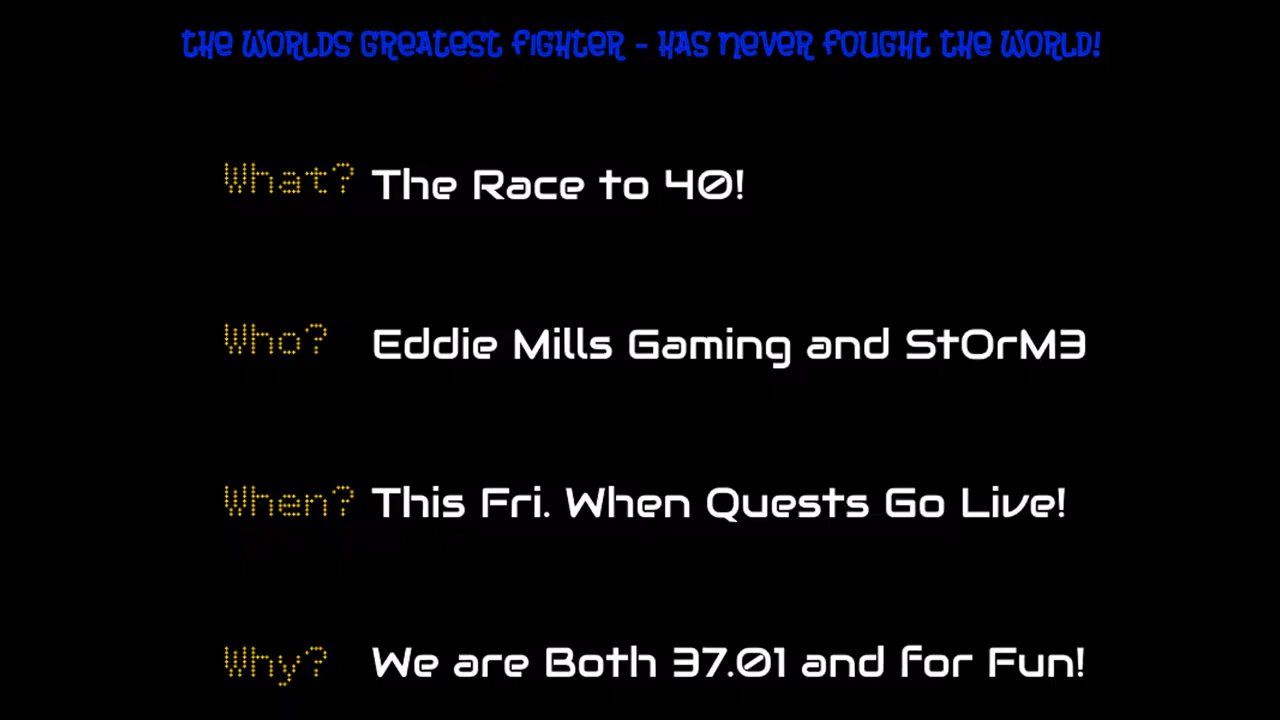 THE WORLDS GREATEST FIGHTER - HAS NEVER FOUGHT THE WORLD!
What? The Race to 40!
Who? Eddie Mills Gaming and StOrM3
When? This Fri. When Quests Go Live!
Why? We are Both 37.01 and for Fun!